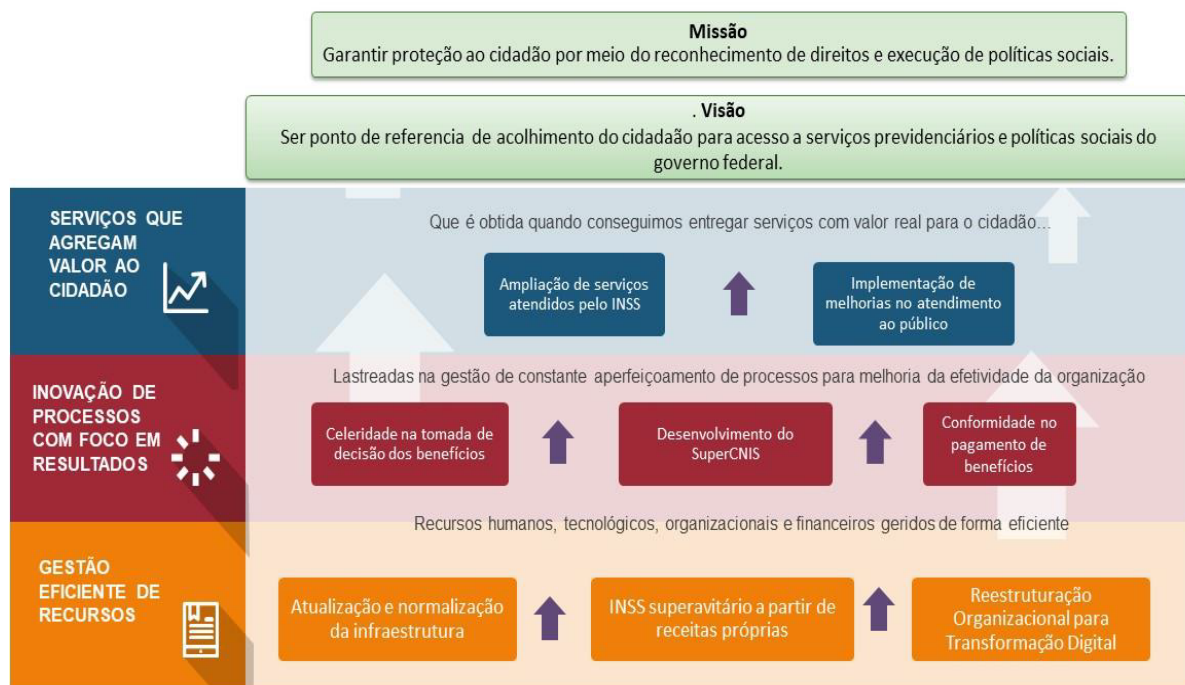 Missão
Garantir proteção ao cidadão por meio do reconhecimento de direitos e execução de políticas sociais.
. Visão
Ser ponto de referencia de acolhimento do cidadaão para acesso a serviços previdenciários e políticas sociais do
governo federal.
SERVIÇOS QUE
AGREGAM
VALOR AO
CIDADÃO
Que é obtida quando conseguimos entregar serviços com valor real para o cidadão...
Ampliação de serviços
atendidos pelo INSS
Implementação de
melhorias no atendimento
ao público
INOVAÇÃO DE
PROCESSOS
COM FOCO EM
RESULTADOS
Lastreadas na gestão de constante aperfeiçoamento de processos para melhoria da efetividade da organização
Celeridade na tomada de
decisão dos benefícios
Desenvolvimento do
SuperCNIS
Conformidade no
pagamento de
benefícios
GESTÃO
EFICIENTE DE
RECURSOS
Recursos humanos, tecnológicos, organizacionais e financeiros geridos de forma eficiente
Atualização e normalização
da infraestrutura
INSS superavitário a partir de
receitas próprias
Reestruturação
Organizacional para
Transformação Digital